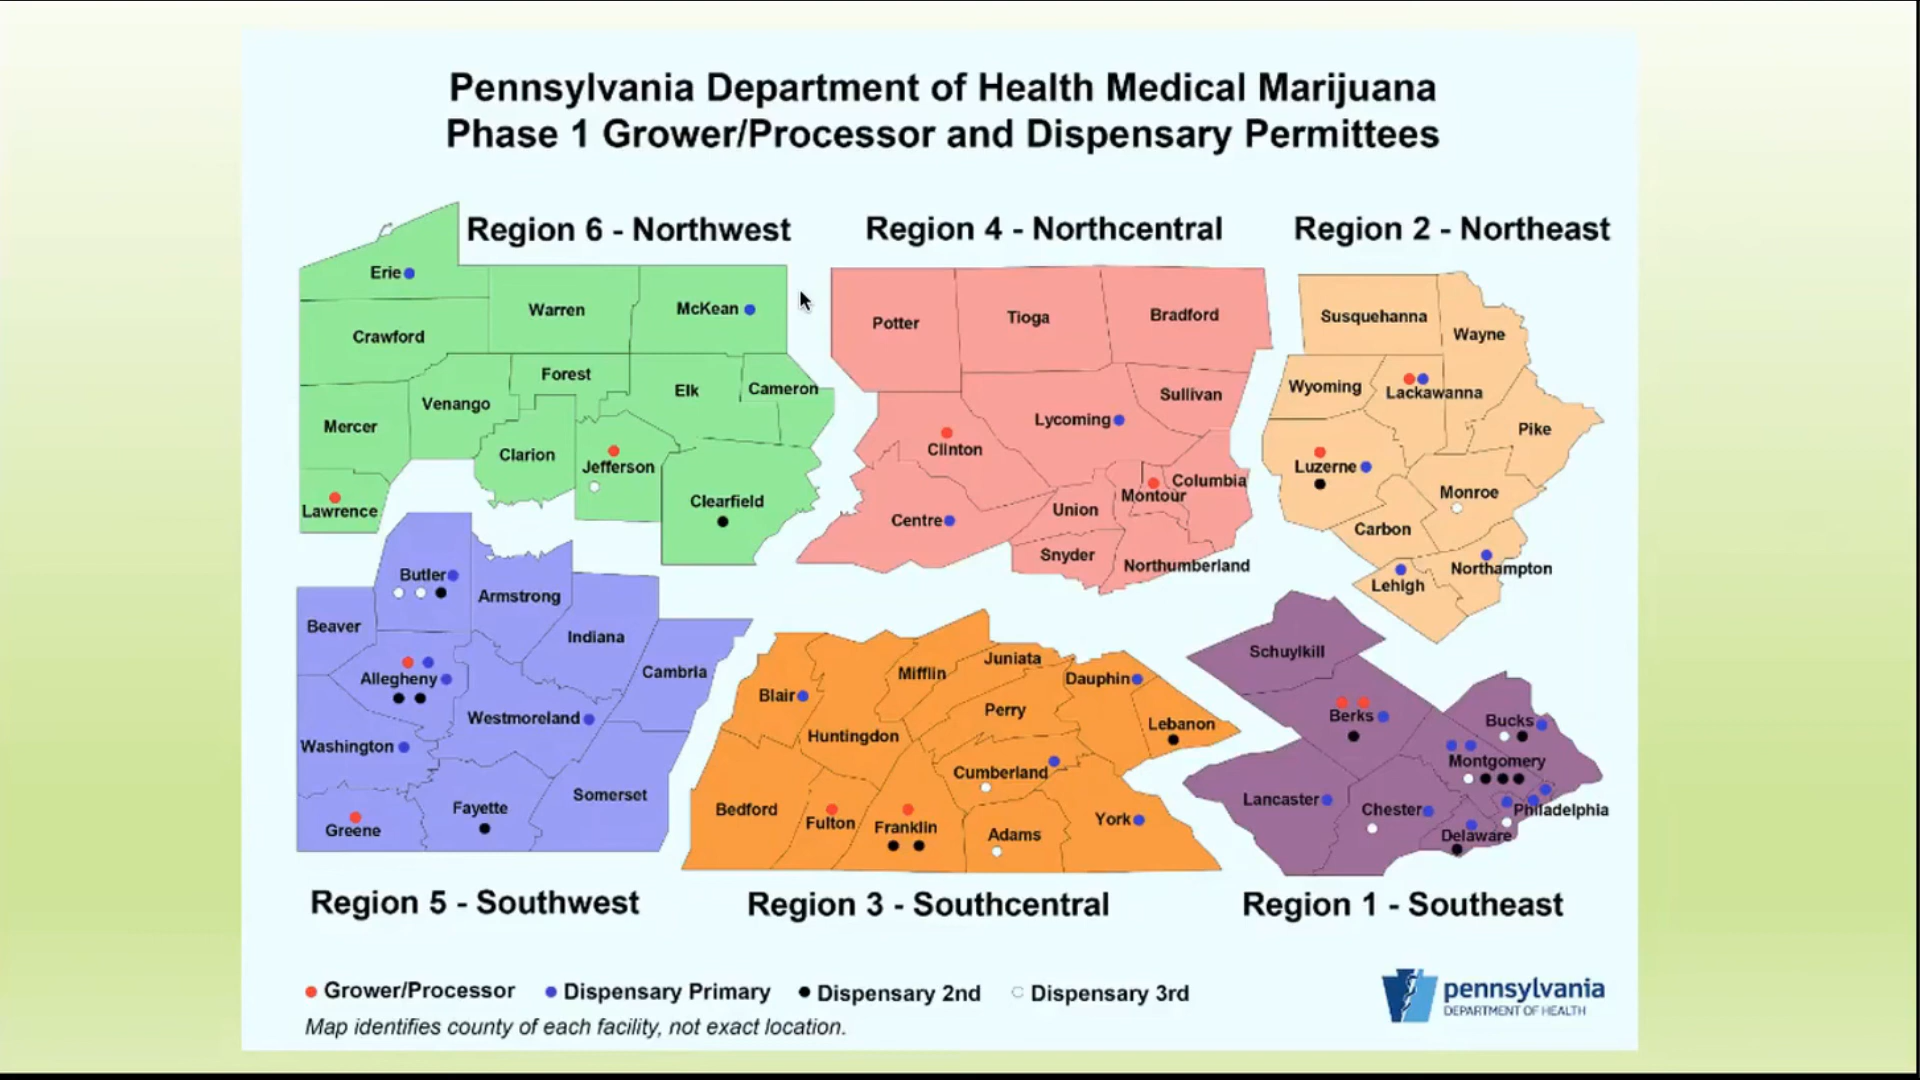 Pennsylvania Department of Health Medical Marijuana
Phase 1 Grower/Processor and Dispensary Permittees
Region 6 - Northwest
Erie
Warren
McKean
Crawford
Forest
Elk
Cameron
Venango
Mercer
Clarion
Jefferson
Clearfield
Lawrence
Region 4 - Northcentral
Potter
Tioga
Bradford
Sullivan
Lycoming
Clinton
Columbia
Montour
Union
Centre
Snyder
Northumberland
Region 2 - Northeast
Susquehanna
Wayne
Wyoming
Lackawanna
Pike
Luzerne
Monroe
Carbon
Northampton
Lehigh
Butler
Armstrong
Beaver
Indiana
Cambria
Allegheny
Westmoreland
Washington
Somerset
Fayette
Greene
Region 5 - Southwest
Juniata
Mifflin
Dauphin
Blair
Perry
Lebanon
Huntingdon
Cumberland
Bedford
Fulton
Franklin
Adams
York
Region 3 - Southcentral
Schuylkill
Berks
Bucks
Montgomery
Lancaster
Chester
Philadelphia
Delaware
Region 1 - Southeast
Grower/Processor
Dispensary Primary
Dispensary 2nd
Dispensary 3rd
Map identifies county of each facility, not exact location.
pennsylvania
DEPARTMENT OF HEALTH